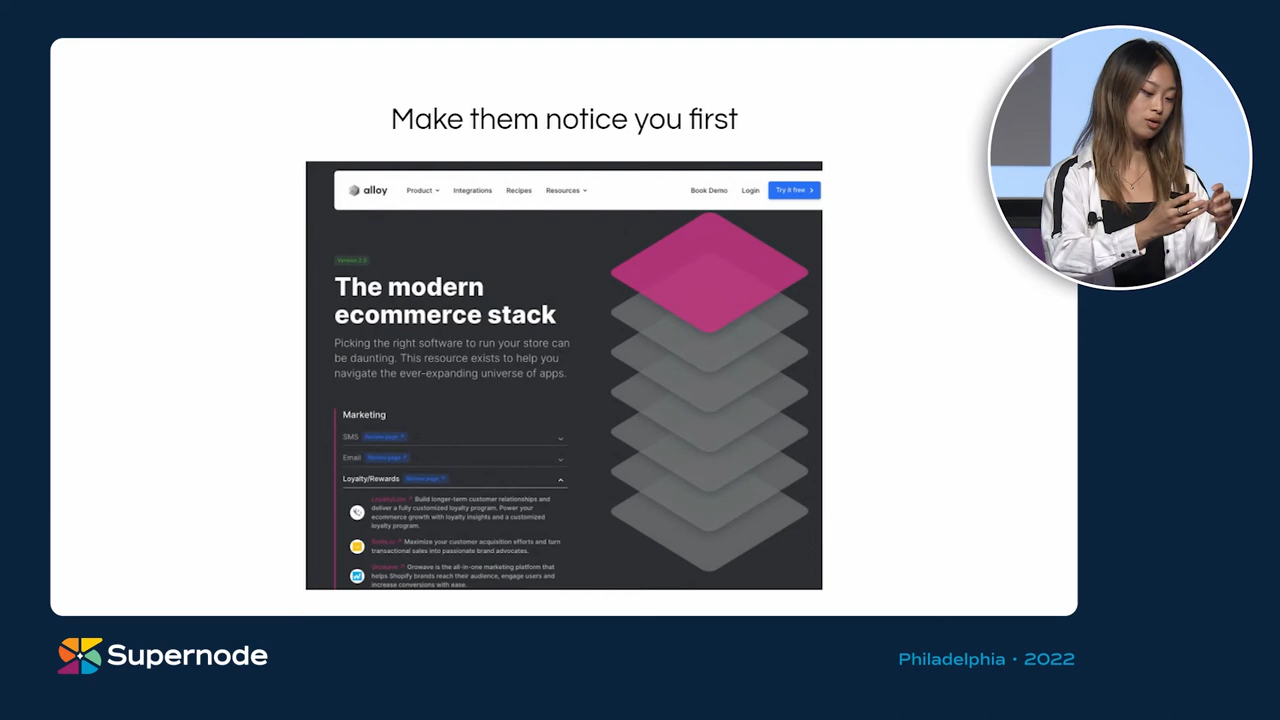 Make them notice you first
alloy
Product
Integrations
Recipes
Resources
Book Demo
Login
Try it free
Version 2.0
The modern
ecommerce stack
Picking the right software to run your store can
be daunting. This resource exists to help you
navigate the ever-expanding universe of apps.
Marketing
SMS Review page
Email Review page
Loyalty/Rewards Review page
LoyaltyLion Build longer-term customer relationships and
deliver a fully customized loyalty program. Power your
ecommerce growth with loyalty insights and a customized
loyalty program.
Smile.io Maximize your customer acquisition efforts and turn
transactional sales into passionate brand advocates.
Growave Growave is the all-in-one marketing platform that
helps Shopify brands reach their audience, engage users and
increase conversions with ease.
Supernode
Philadelphia · 2022